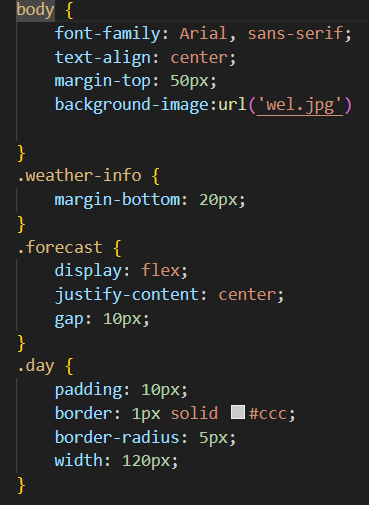 body {
    font-family: Arial, sans-serif;
    text-align: center;
    margin-top: 50px;
    background-image:url('wel.jpg')
}
.weather-info {
    margin-bottom: 20px;
}
.forecast {
    display: flex;
    justify-content: center;
    gap: 10px;
}
.day {
    padding: 10px;
    border: 1px solid #ccc;
    border-radius: 5px;
    width: 120px;
}